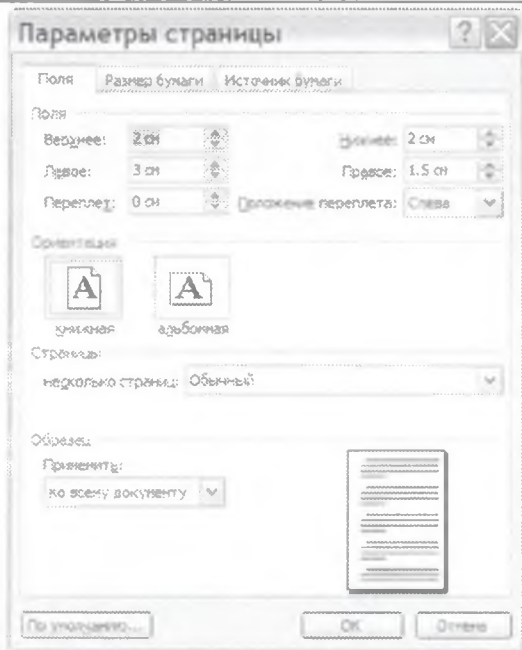 Параметры страницы
Поля Размер бумаги Источник бумаги
Поля
Верхнее: 2 см Нижнее: 2 см
Левое: 3 см Правое: 1.5 см
Переплет: 0 см Положение переплета: Слева
Ориентация
A A
книжная альбомная
Страницы
несколько страниц: Обычный
Образец
Применить:
ко всему документу
По умолчанию... ОК Отмена